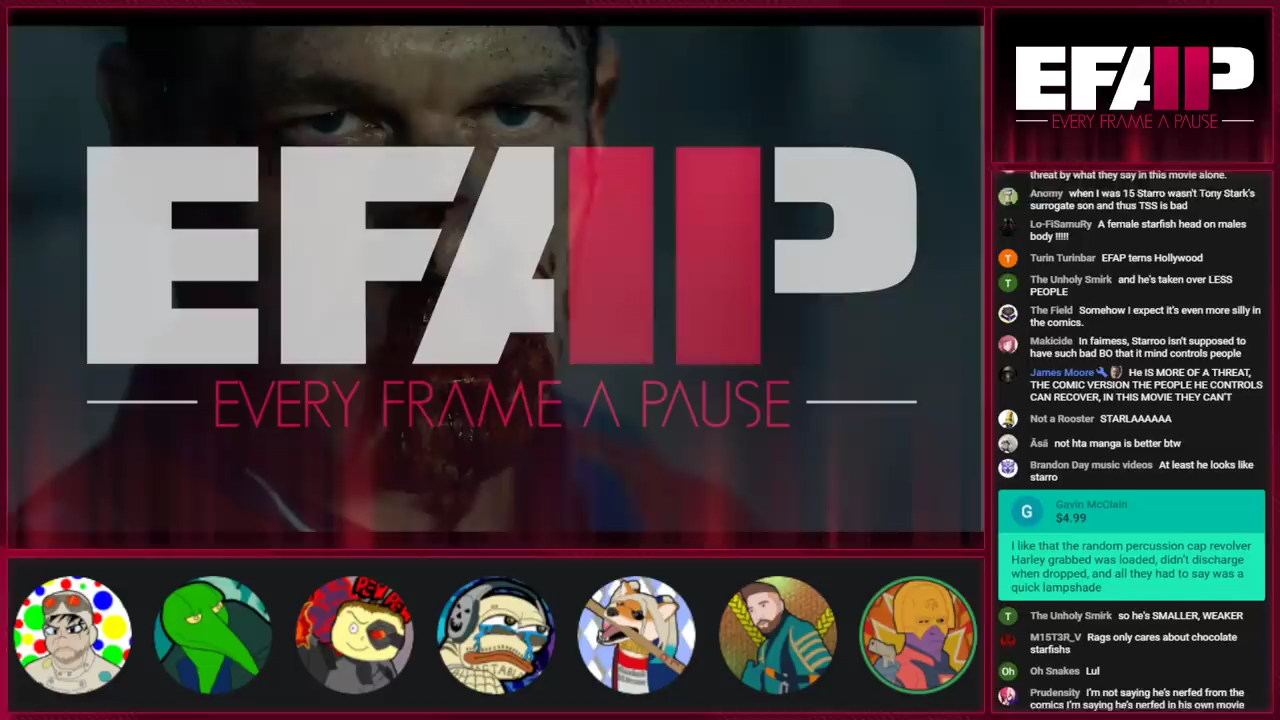 EFAP
EVERY FRAME A PAUSE
EFAP
EVERY FRAME A PAUSE
threat by what they say in this movie alone.
Anomy when I was 15 Starro wasn't Tony Stark's
surrogate son and thus TSS is bad
Lo-FiSamuRy A female starfish head on males
body !!!!!
T Turin Turinbar EFAP terns Hollywood
T The Unholy Smirk and he's taken over LESS
PEOPLE
The Field Somehow I expect it's even more silly in
the comics.
Makicide In fairness, Starroo isn't supposed to
have such bad BO that it mind controls people
James Moore He IS MORE OF A THREAT,
THE COMIC VERSION THE PEOPLE HE CONTROLS
CAN RECOVER, IN THIS MOVIE THEY CAN'T
Not a Rooster STARLAAAAAA
Āsă not hta manga is better btw
Brandon Day music videos At least he looks like
starro
G Gavin McClain
$4.99
I like that the random percussion cap revolver
Harley grabbed was loaded, didn't discharge
when dropped, and all they had to say was a
quick lampshade
T The Unholy Smirk so he's SMALLER, WEAKER
M15T3R_V Rags only cares about chocolate
starfishs
Oh Oh Snakes Lul
Prudensity I'm not saying he's nerfed from the
comics I'm saying he's nerfed in his own movie